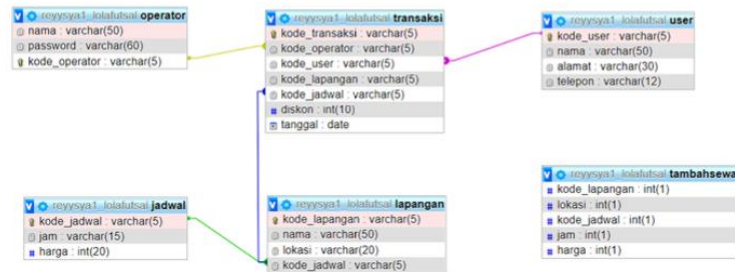 reyysya1_lolafutsal operator
nama : varchar(50)
password : varchar(60)
kode_operator : varchar(5)
reyysya1_lolafutsal transaksi
kode_transaksi : varchar(5)
kode_operator : varchar(5)
kode_user : varchar(5)
kode_lapangan : varchar(5)
kode_jadwal : varchar(5)
diskon : int(10)
tanggal : date
reyysya1_lolafutsal user
kode_user : varchar(5)
nama : varchar(50)
alamat : varchar(30)
telepon : varchar(12)
reyysya1_lolafutsal jadwal
kode_jadwal : varchar(5)
jam : varchar(15)
harga : int(20)
reyysya1_lolafutsal lapangan
kode_lapangan : varchar(5)
nama : varchar(50)
lokasi : varchar(20)
kode_jadwal : varchar(5)
reyysya1_lolafutsal tambahsewa
kode_lapangan : int(1)
lokasi : int(1)
kode_jadwal : int(1)
jam : int(1)
harga : int(1)